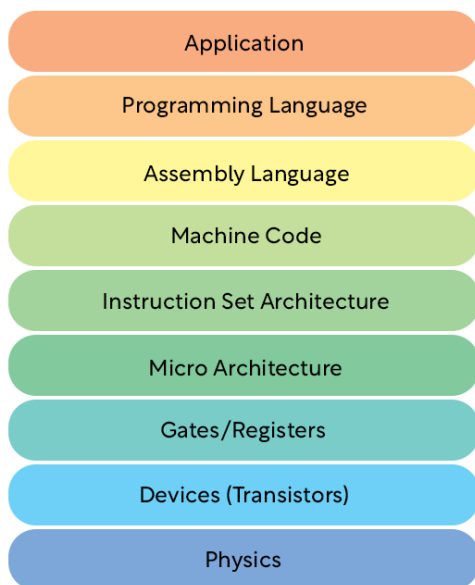 Application
Programming Language
Assembly Language
Machine Code
Instruction Set Architecture
Micro Architecture
Gates/Registers
Devices (Transistors)
Physics